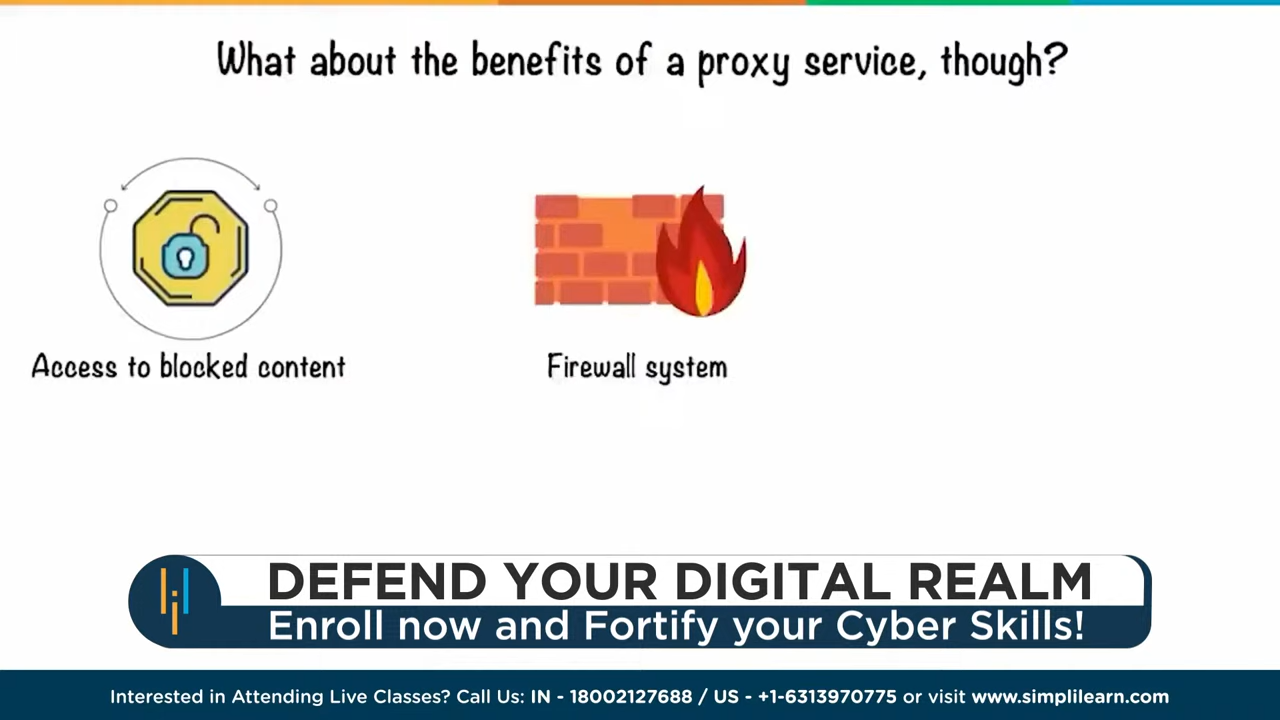 What about the benefits of a proxy service, though?
Access to blocked content
Firewall system
DEFEND YOUR DIGITAL REALM
Enroll now and Fortify your Cyber Skills!
Interested in Attending Live Classes? Call Us: IN - 18002127688 / US - +1-6313970775 or visit www.simplilearn.com